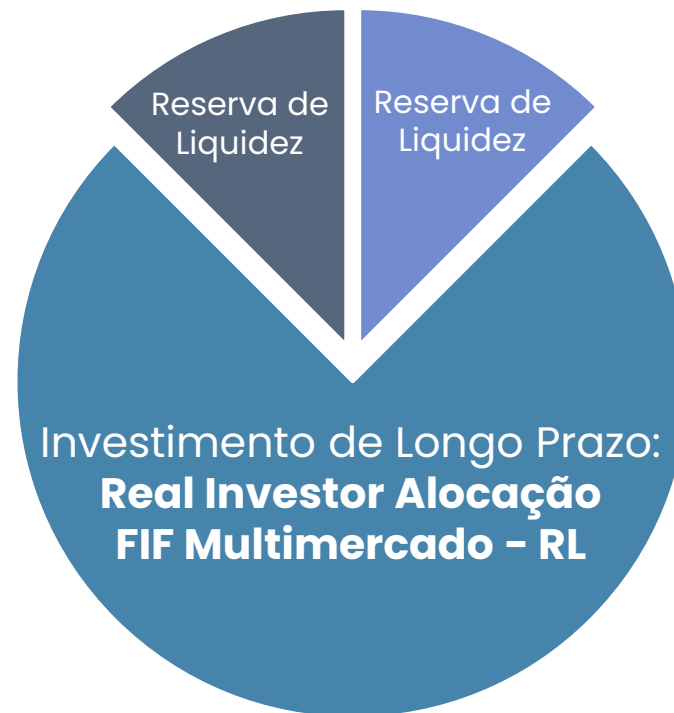 Reserva de
Liquidez
Reserva de
Liquidez
Investimento de Longo Prazo:
Real Investor Alocação
FIF Multimercado - RL